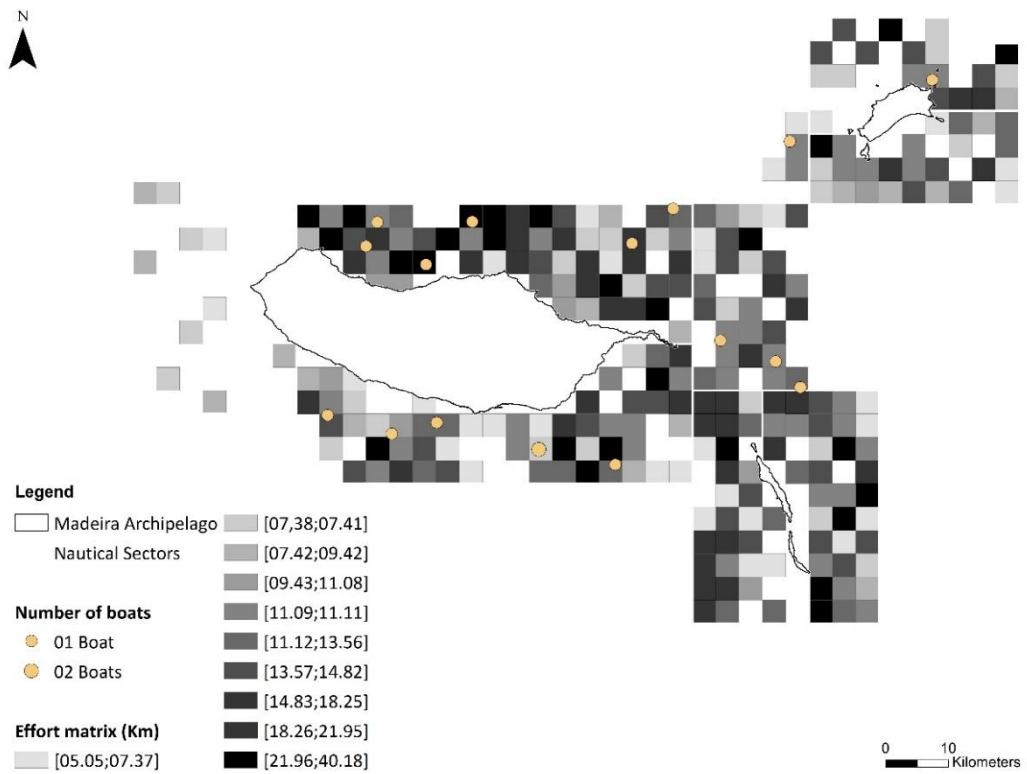 N
Legend
Madeira Archipelago
Nautical Sectors
Number of boats
01 Boat
02 Boats
Effort matrix (Km)
[05.05;07.37]
[07,38;07.41]
[07.42;09.42]
[09.43;11.08]
[11.09;11.11]
[11.12;13.56]
[13.57;14.82]
[14.83;18.25]
[18.26;21.95]
[21.96;40.18]
0 10
Kilometers